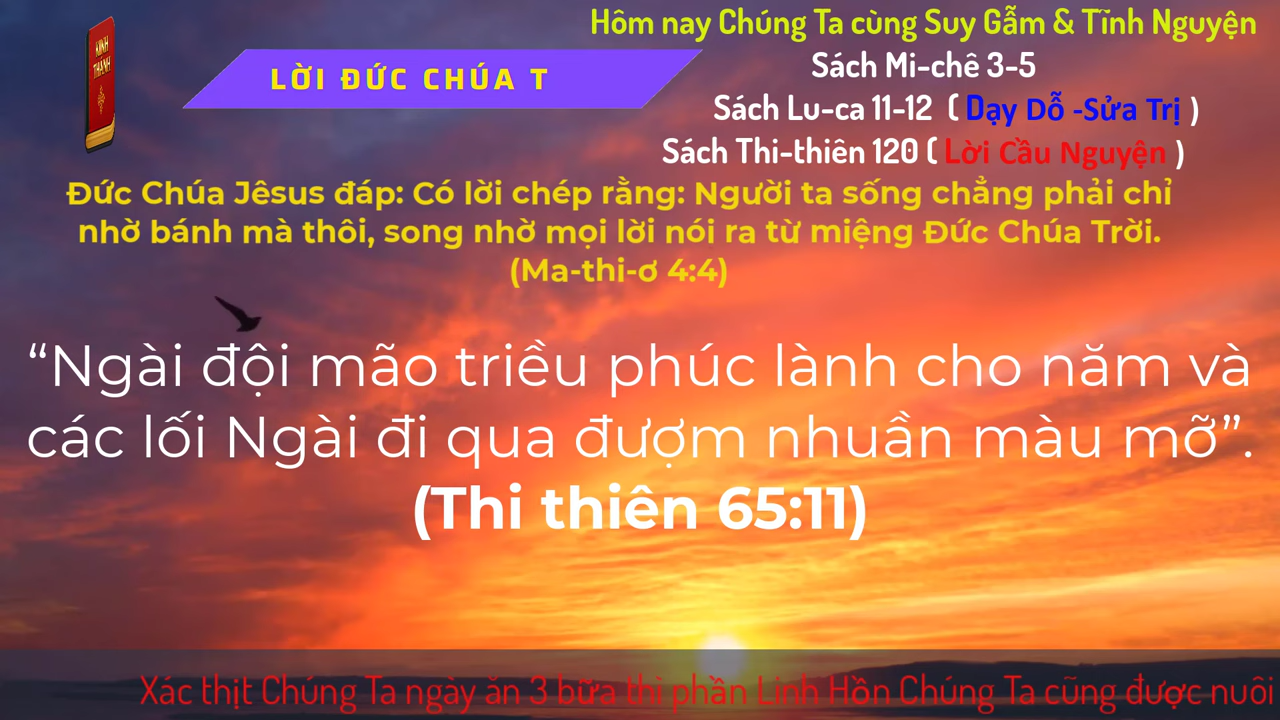 Hôm nay Chúng Ta cùng Suy Gẫm & Tĩnh Nguyện
Sách Mi-chê 3-5
Sách Lu-ca 11-12 ( Dạy Dỗ -Sửa Trị )
Sách Thi-thiên 120 ( Lời Cầu Nguyện )
KINH
THÁNH
LỜI ĐỨC CHÚA T
Đức Chúa Jêsus đáp: Có lời chép rằng: Người ta sống chẳng phải chỉ
nhờ bánh mà thôi, song nhờ mọi lời nói ra từ miệng Đức Chúa Trời.
(Ma-thi-ơ 4:4)
“Ngài đội mão triều phúc lành cho năm và
các lối Ngài đi qua đượm nhuần màu mỡ”.
(Thi thiên 65:11)
Xác thịt Chúng Ta ngày ăn 3 bữa thì phần Linh Hồn Chúng Ta cũng được nuôi